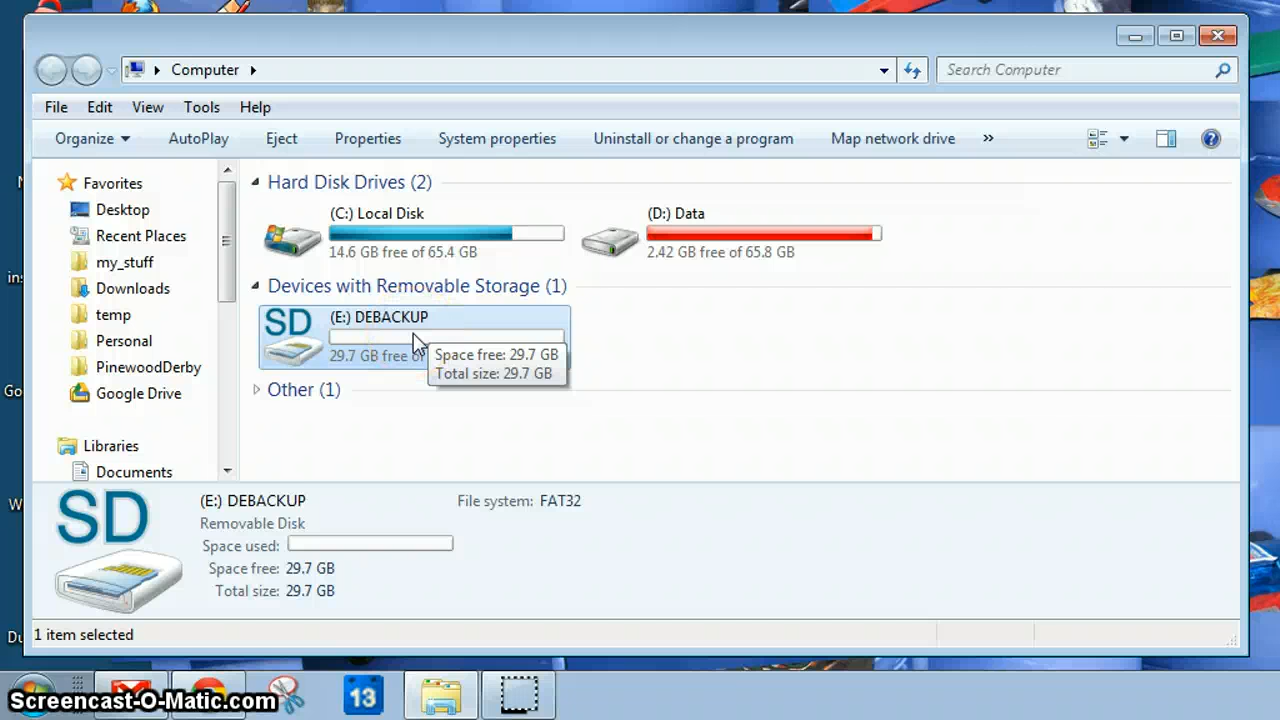 Computer
Search Computer
File Edit View Tools Help
Organize AutoPlay Eject Properties System properties Uninstall or change a program Map network drive »
Favorites
Desktop
Recent Places
my_stuff
Downloads
temp
Personal
PinewoodDerby
Google Drive
Libraries
Documents
Hard Disk Drives (2)
(C:) Local Disk
14.6 GB free of 65.4 GB
(D:) Data
2.42 GB free of 65.8 GB
Devices with Removable Storage (1)
SD
(E:) DEBACKUP
29.7 GB free of
Space free: 29.7 GB
Total size: 29.7 GB
Other (1)
SD
(E:) DEBACKUP
Removable Disk
Space used:
Space free: 29.7 GB
Total size: 29.7 GB
File system: FAT32
1 item selected
ins
Go
W
Du
13
Screencast-O-Matic.com